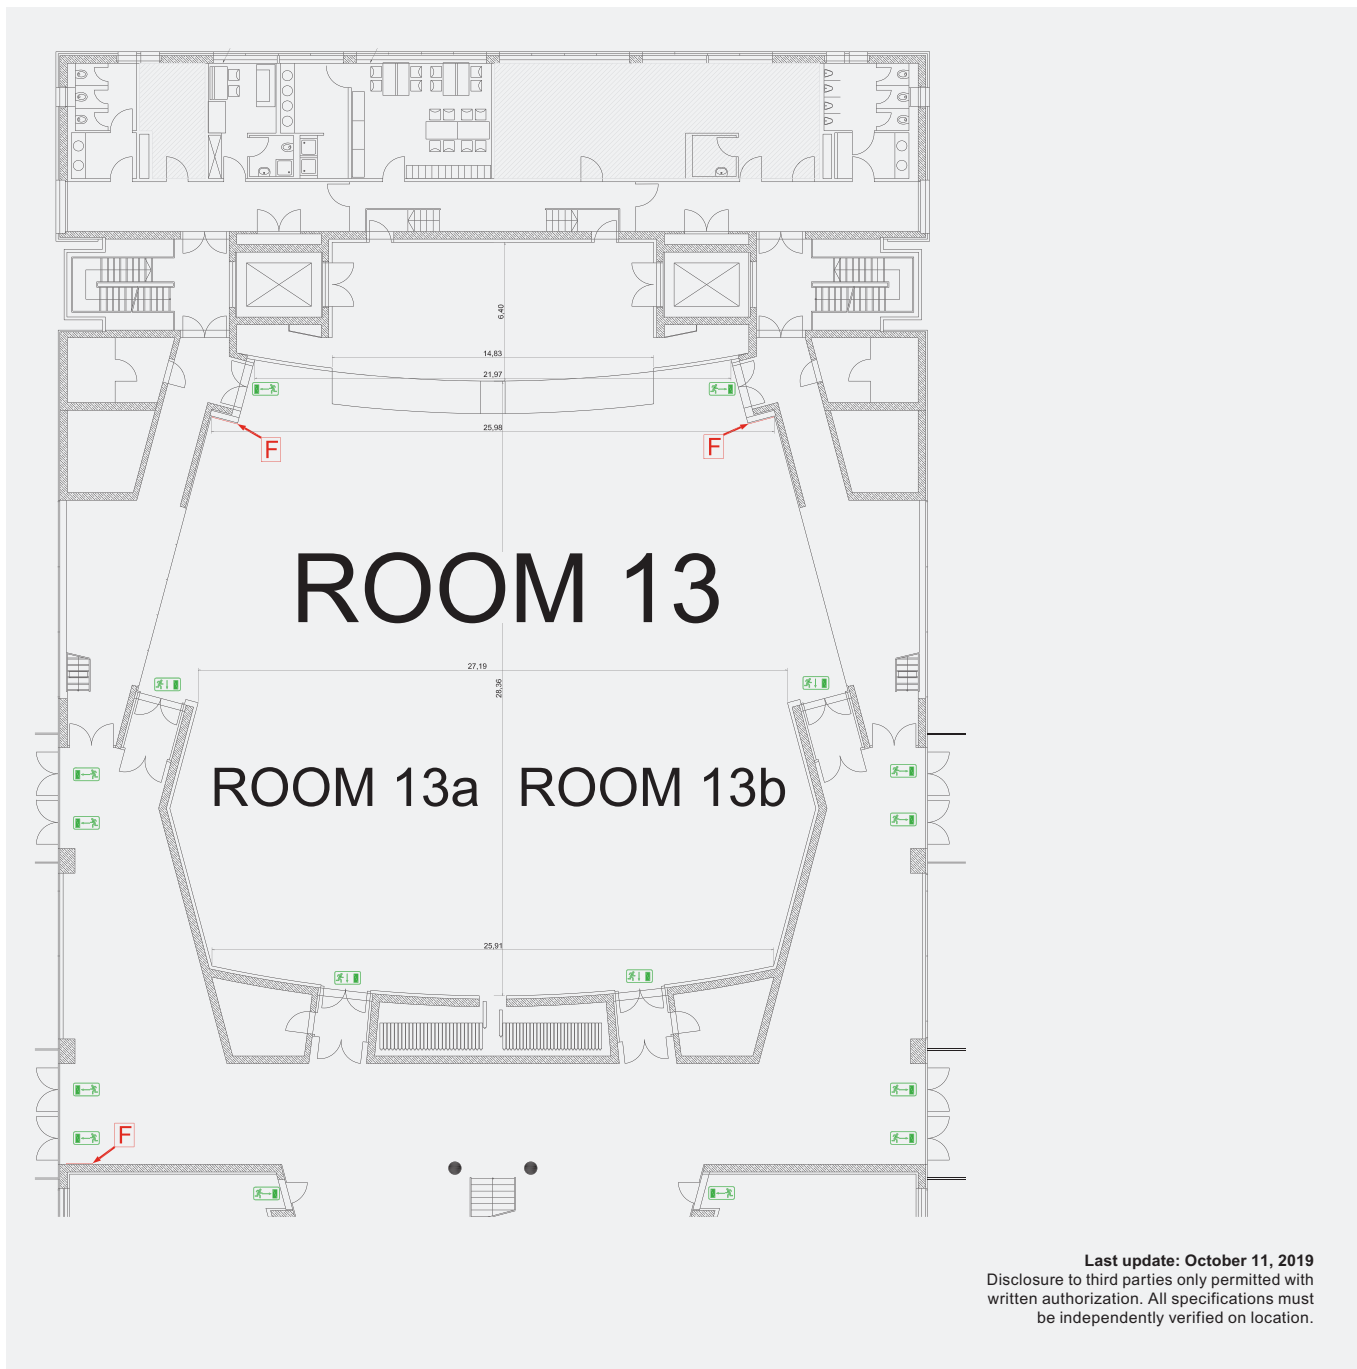 6,40
14,83
21,97
25,98
F
F
ROOM 13
27,19
28,36
ROOM 13a
ROOM 13b
25,91
F
Last update: October 11, 2019
Disclosure to third parties only permitted with
written authorization. All specifications must
be independently verified on location.